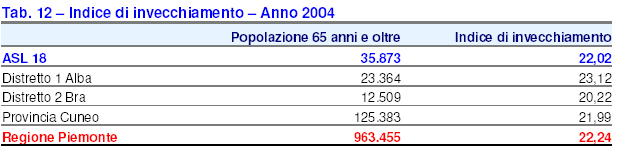 Tab. 12 – Indice di invecchiamento – Anno 2004
Popolazione 65 anni e oltre Indice di invecchiamento
ASL 18 35.873 22,02
Distretto 1 Alba 23.364 23,12
Distretto 2 Bra 12.509 20,22
Provincia Cuneo 125.383 21,99
Regione Piemonte 963.455 22,24